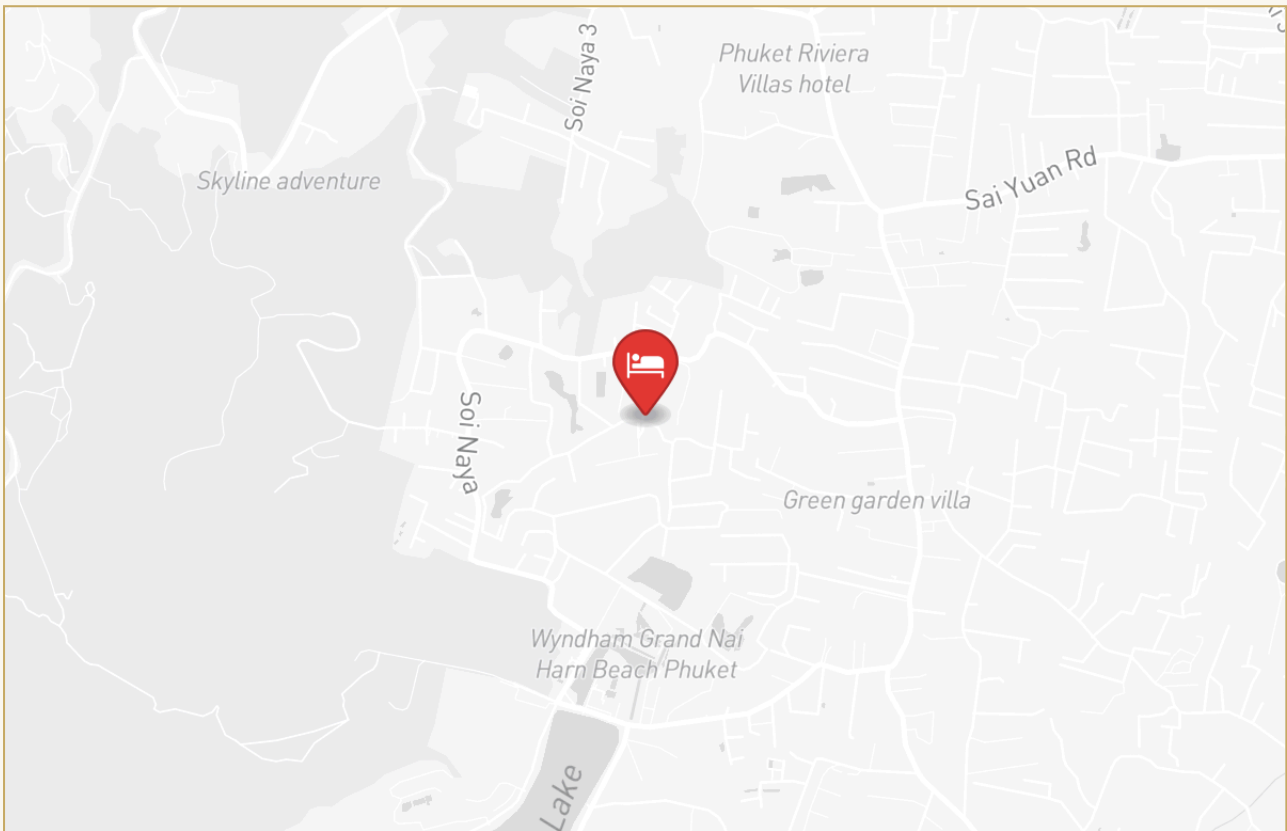 Soi Naya 3
Phuket Riviera
Villas hotel
Sai Yuan Rd
Skyline adventure
Soi Naya
Green garden villa
Wyndham Grand Nai
Harn Beach Phuket
Lake